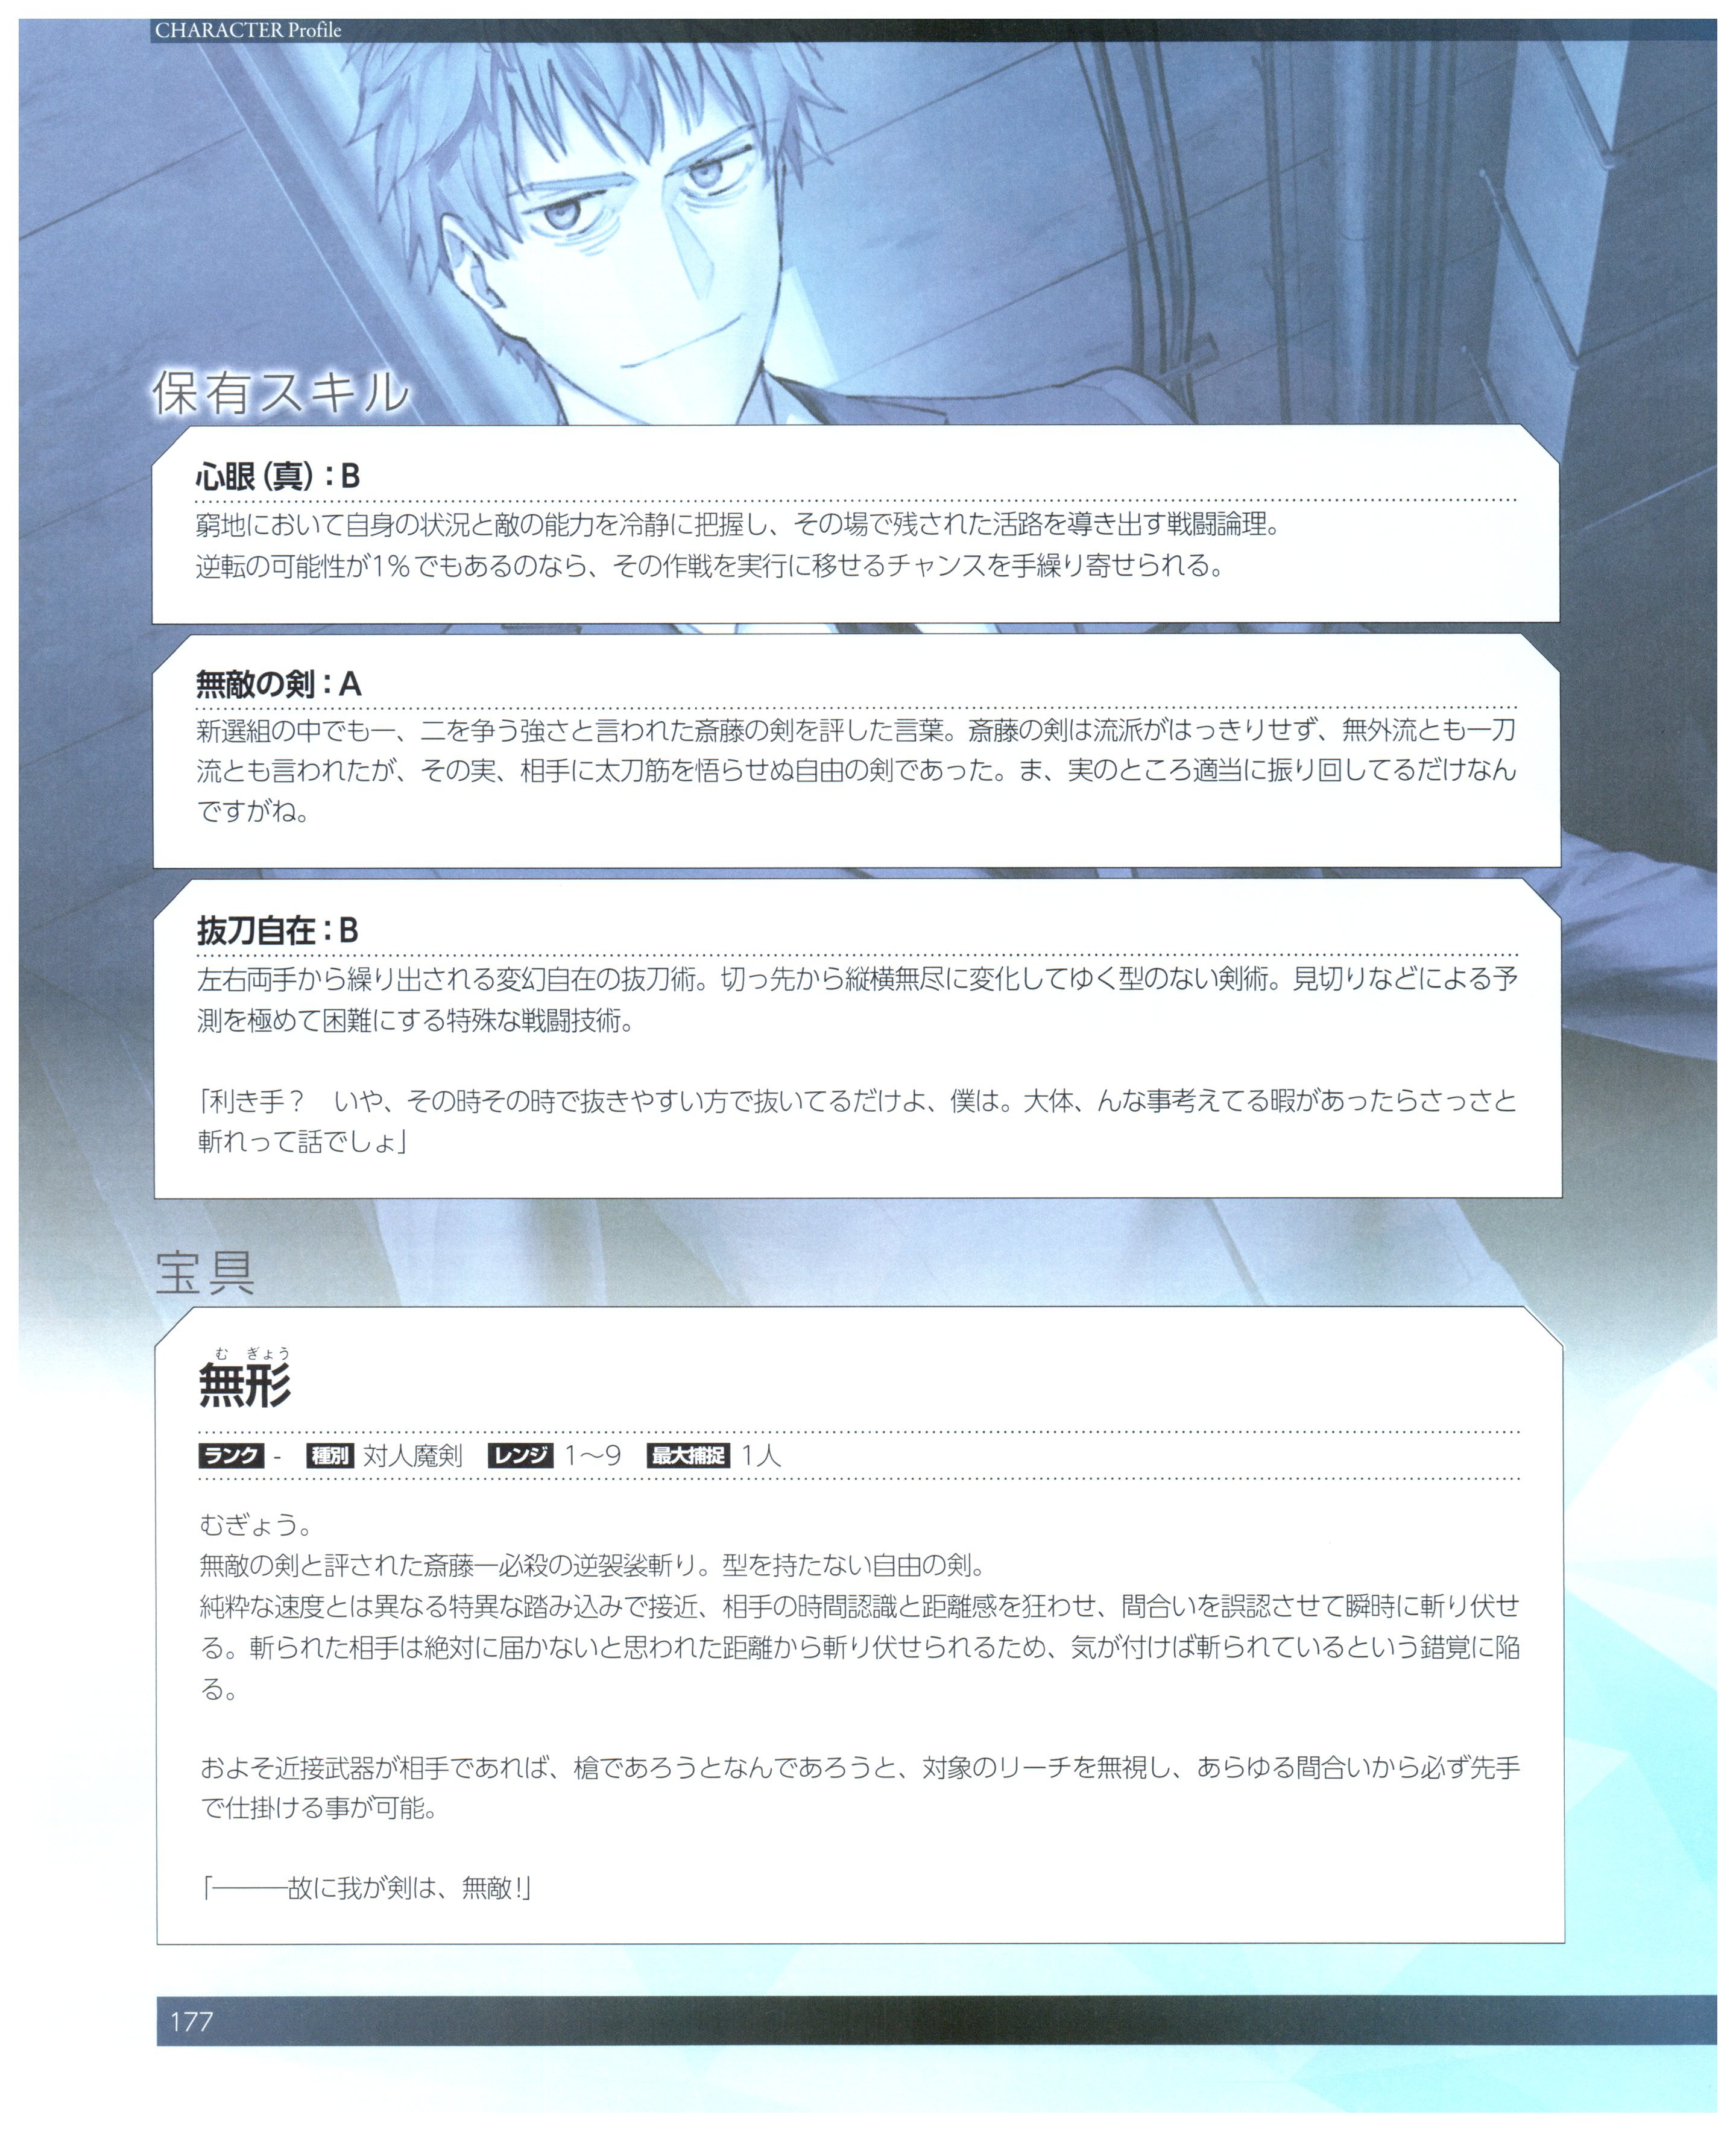 CHARACTER Profile
保有スキル
心眼（真）：B
窮地において自身の状況と敵の能力を冷静に把握し、その場で残された活路を導き出す戦闘論理。
逆転の可能性が1％でもあるのなら、その作戦を実行に移せるチャンスを手繰り寄せられる。
無敵の剣：A
新選組の中でも一、二を争う強さと言われた斎藤の剣を評した言葉。斎藤の剣は流派がはっきりせず、無外流とも一刀
流とも言われたが、その実、相手に太刀筋を悟らせぬ自由の剣であった。ま、実のところ適当に振り回してるだけなん
ですがね。
抜刀自在：B
左右両手から繰り出される変幻自在の抜刀術。切っ先から縦横無尽に変化してゆく型のない剣術。見切りなどによる予
測を極めて困難にする特殊な戦闘技術。
「利き手？　いや、その時その時で抜きやすい方で抜いてるだけよ、僕は。大体、んな事考えてる暇があったらさっさと
斬れって話でしょ」
宝具
む ぎょう
無形
ランク - 種別 対人魔剣 レンジ 1～9 最大捕捉 1人
むぎょう。
無敵の剣と評された斎藤一必殺の逆袈裟斬り。型を持たない自由の剣。
純粋な速度とは異なる特異な踏み込みで接近、相手の時間認識と距離感を狂わせ、間合いを誤認させて瞬時に斬り伏せ
る。斬られた相手は絶対に届かないと思われた距離から斬り伏せられるため、気が付けば斬られているという錯覚に陥
る。
およそ近接武器が相手であれば、槍であろうとなんであろうと、対象のリーチを無視し、あらゆる間合いから必ず先手
で仕掛ける事が可能。
「―――故に我が剣は、無敵！」
177